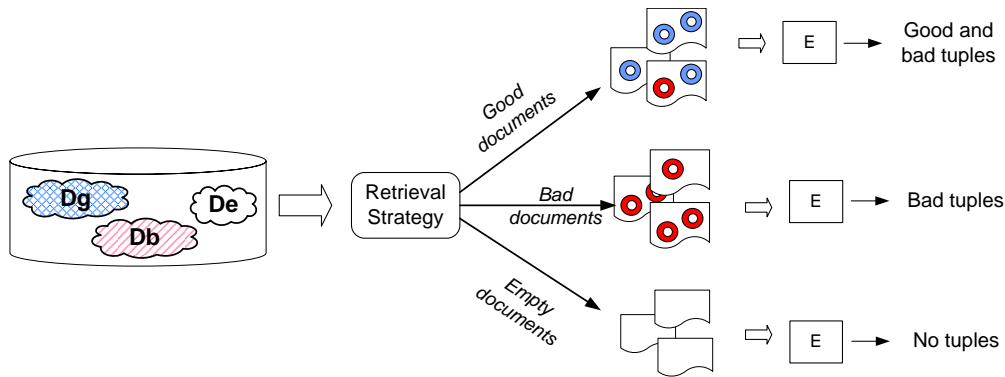 Good
documents
E
Good and
bad tuples
Dg
De
Db
Retrieval
Strategy
Bad
documents
E
Bad tuples
Empty
documents
E
No tuples